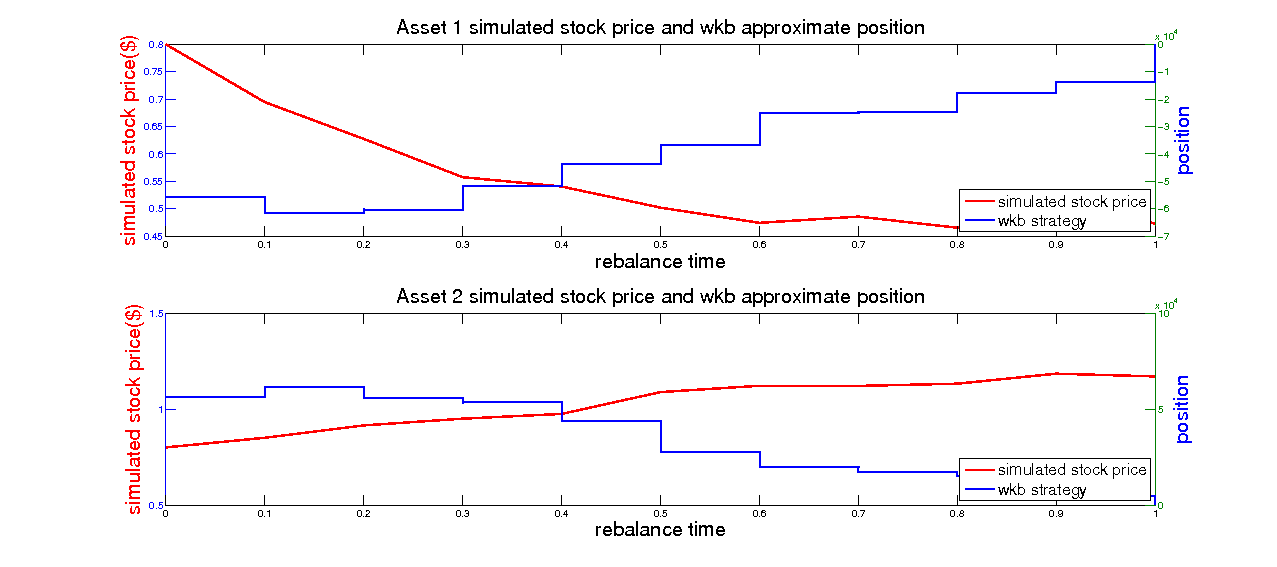 Asset 1 simulated stock price and wkb approximate position
x 10^4
simulated stock price($)
0.8
0.75
0.7
0.65
0.6
0.55
0.5
0.45
0
-1
-2
-3
-4
-5
-6
-7
position
simulated stock price
wkb strategy
0 0.1 0.2 0.3 0.4 0.5 0.6 0.7 0.8 0.9 1
rebalance time
Asset 2 simulated stock price and wkb approximate position
x 10^4
simulated stock price($)
1.5
1
0.5
10
5
0
position
simulated stock price
wkb strategy
0 0.1 0.2 0.3 0.4 0.5 0.6 0.7 0.8 0.9 1
rebalance time